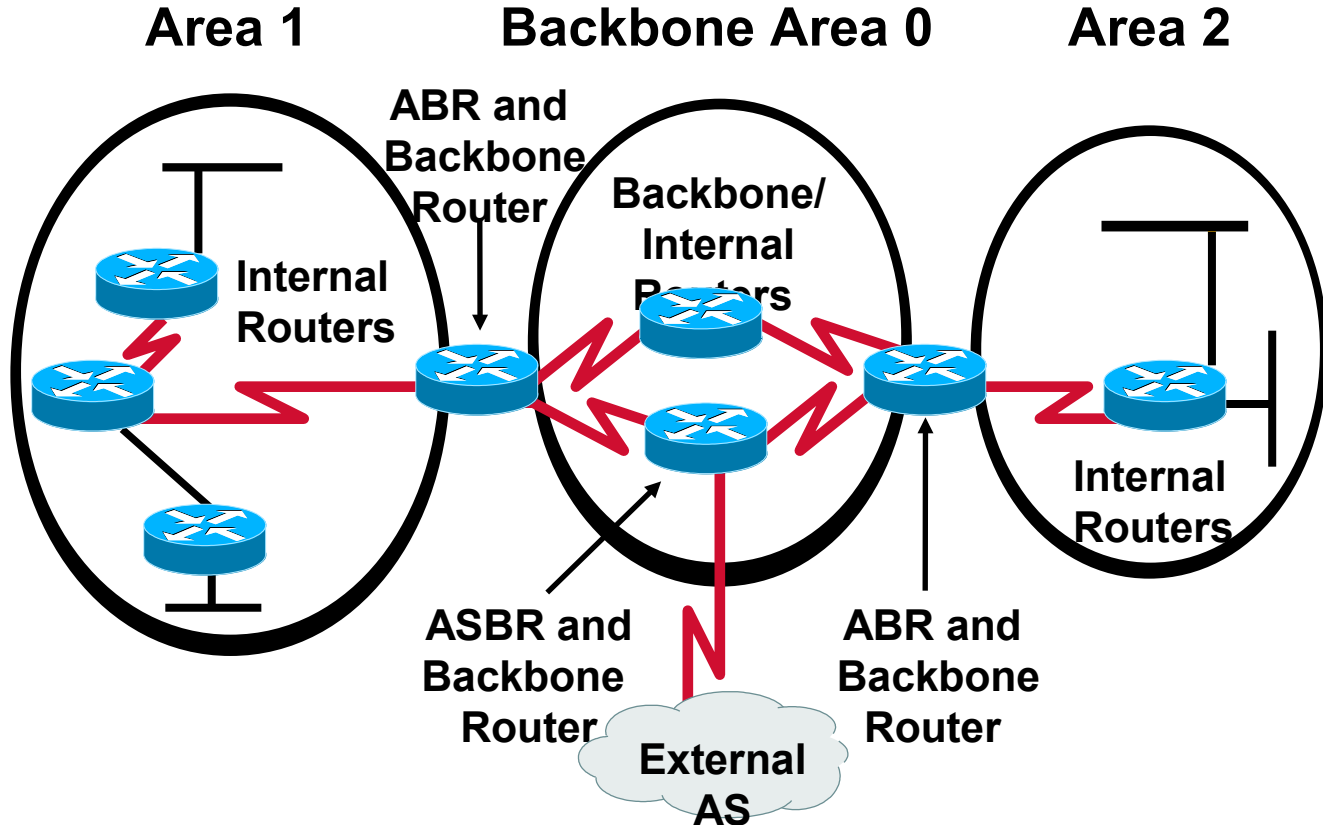 Area 1
Backbone Area 0
Area 2
ABR and
Backbone
Router
Backbone/
Internal
Routers
Internal
Routers
Internal
Routers
ASBR and
Backbone
Router
ABR and
Backbone
Router
External
AS